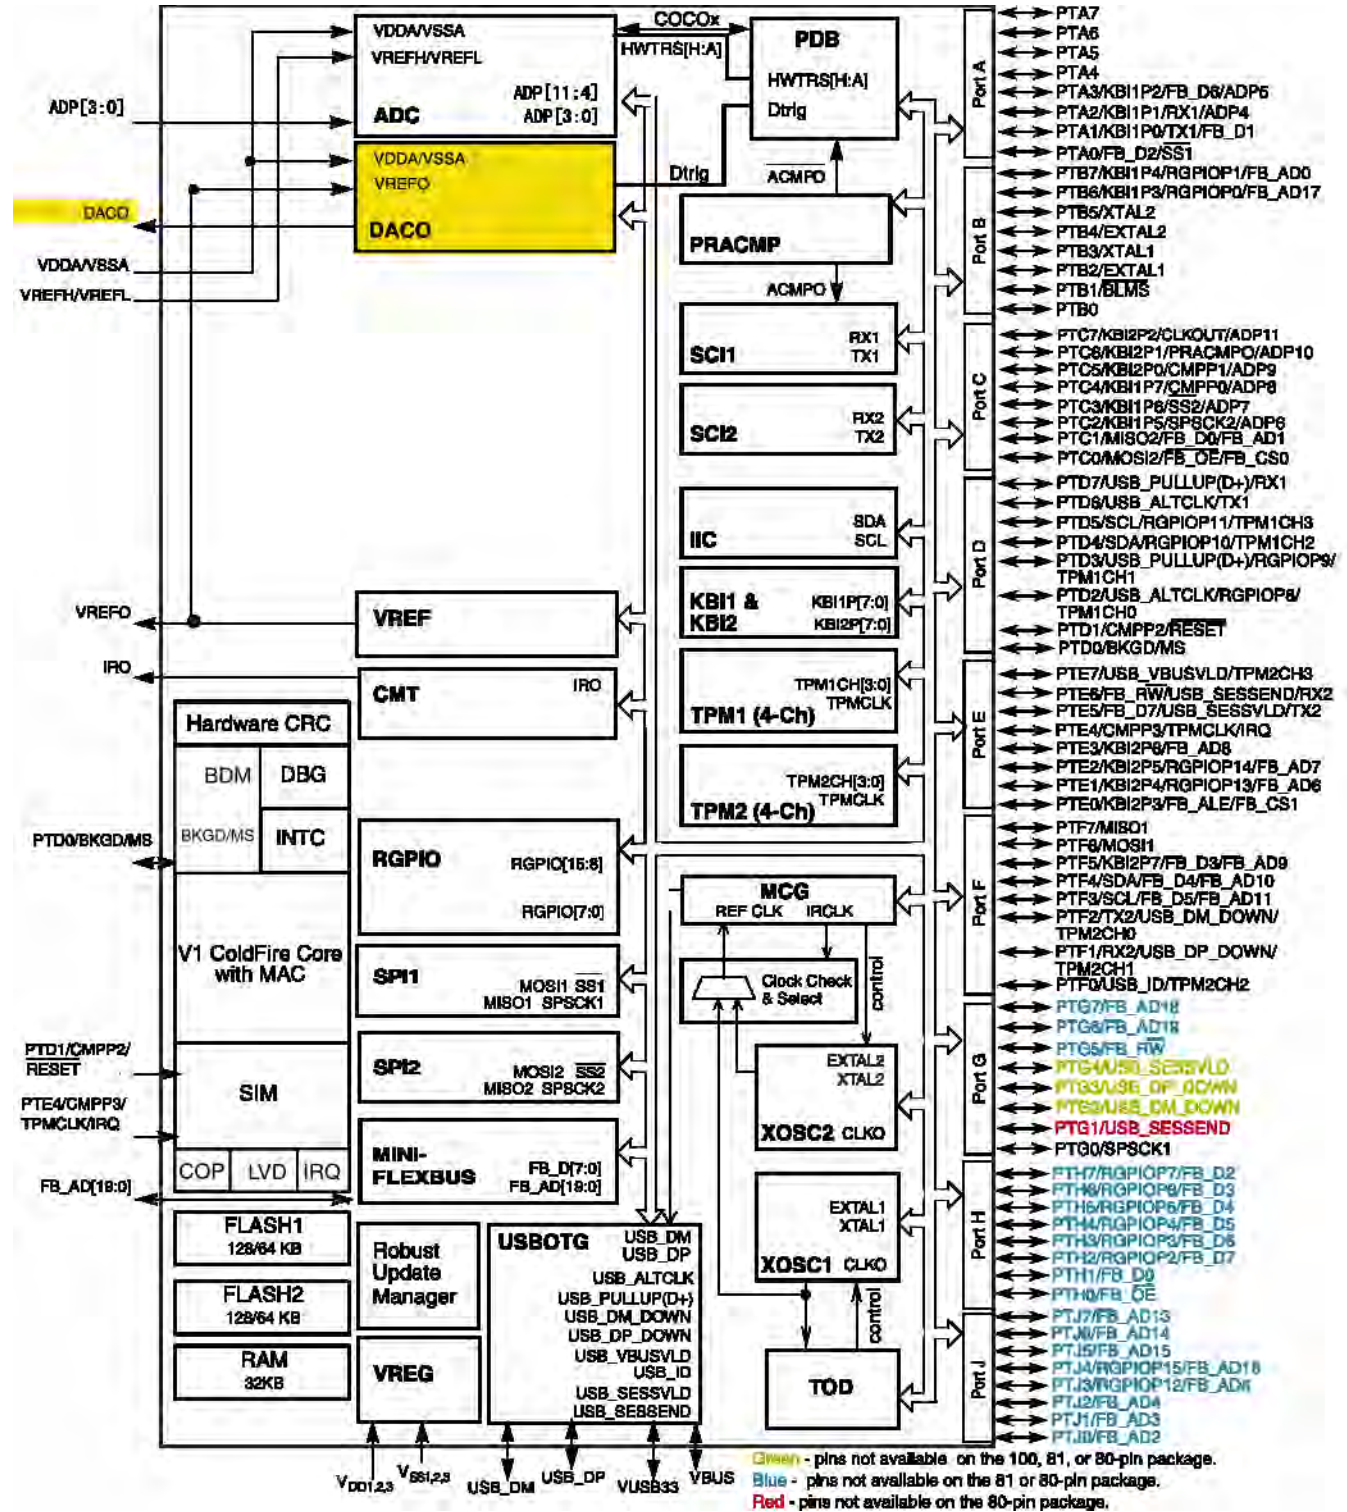 VDDA/VSSA
VREFH/VREFL
ADP[11:4]
ADP[3:0]
ADC
ADP[3:0]
COCOx
HWTRS[H:A]
PDB
HWTRS[H:A]
Dtrig
VDDA/VSSA
VREFO
DACO
Dtrig
DACO
VDDA/VSSA
VREFH/VREFL
ACMPO
PRACMP
ACMPO
SCI1
RX1
TX1
SCI2
RX2
TX2
IIC
SDA
SCL
KBI1 &
KBI2
KBI1P[7:0]
KBI2P[7:0]
TPM1CH[3:0]
TPMCLK
TPM1 (4-Ch)
TPM2CH[3:0]
TPMCLK
TPM2 (4-Ch)
VREFO
VREF
IRO
CMT
IRO
Hardware CRC
BDM
DBG
BKGD/MS
INTC
PTD0/BKGD/MS
V1 ColdFire Core
with MAC
PTD1/CMPP2/
RESET
SIM
PTE4/CMPP3/
TPMCLK/IRQ
COP
LVD
IRQ
FB_AD[19:0]
RGPIO
RGPIO[15:8]
RGPIO[7:0]
SPI1
MOSI1 SS1
MISO1 SPSCK1
SPI2
MOSI2 SS2
MISO2 SPSCK2
MINI-
FLEXBUS
FB_D[7:0]
FB_AD[19:0]
FLASH1
128/64 KB
FLASH2
128/64 KB
RAM
32KB
Robust
Update
Manager
VREG
USBOTG
USB_DM
USB_DP
USB_ALTCLK
USB_PULLUP(D+)
USB_DM_DOWN
USB_DP_DOWN
USB_VBUSVLD
USB_ID
USB_SESSVLD
USB_SESSEND
MCG
REF CLK
IRCLK
Clock Check
& Select
control
EXTAL2
XTAL2
XOSC2 CLKO
EXTAL1
XTAL1
XOSC1 CLKO
control
TOD
VDD1,2,3
VSS1,2,3
USB_DM
USB_DP
VUSB33
VBUS
Port A
PTA7
PTA6
PTA5
PTA4
PTA3/KBI1P2/FB_D6/ADP5
PTA2/KBI1P1/RX1/ADP4
PTA1/KBI1P0/TX1/FB_D1
PTA0/FB_D2/SS1
Port B
PTB7/KBI1P4/RGPIOP1/FB_AD0
PTB6/KBI1P3/RGPIOP0/FB_AD17
PTB5/XTAL2
PTB4/EXTAL2
PTB3/XTAL1
PTB2/EXTAL1
PTB1/BLMS
PTB0
Port C
PTC7/KBI2P2/CLKOUT/ADP11
PTC6/KBI2P1/PRACMPO/ADP10
PTC5/KBI2P0/CMPP1/ADP9
PTC4/KBI1P7/CMPP0/ADP8
PTC3/KBI1P6/SS2/ADP7
PTC2/KBI1P5/SPSCK2/ADP6
PTC1/MISO2/FB_D0/FB_AD1
PTC0/MOSI2/FB_OE/FB_CS0
Port D
PTD7/USB_PULLUP(D+)/RX1
PTD6/USB_ALTCLK/TX1
PTD5/SCL/RGPIOP11/TPM1CH3
PTD4/SDA/RGPIOP10/TPM1CH2
PTD3/USB_PULLUP(D+)/RGPIOP9/
TPM1CH1
PTD2/USB_ALTCLK/RGPIOP8/
TPM1CH0
PTD1/CMPP2/RESET
PTD0/BKGD/MS
Port E
PTE7/USB_VBUSVLD/TPM2CH3
PTE6/FB_RW/USB_SESSEND/RX2
PTE5/FB_D7/USB_SESSVLD/TX2
PTE4/CMPP3/TPMCLK/IRQ
PTE3/KBI2P6/FB_AD8
PTE2/KBI2P5/RGPIOP14/FB_AD7
PTE1/KBI2P4/RGPIOP13/FB_AD6
PTE0/KBI2P3/FB_ALE/FB_CS1
Port F
PTF7/MISO1
PTF6/MOSI1
PTF5/KBI2P7/FB_D3/FB_AD9
PTF4/SDA/FB_D4/FB_AD10
PTF3/SCL/FB_D5/FB_AD11
PTF2/TX2/USB_DM_DOWN/
TPM2CH0
PTF1/RX2/USB_DP_DOWN/
TPM2CH1
PTF0/USB_ID/TPM2CH2
Port G
PTG7/FB_AD18
PTG6/FB_AD19
PTG5/FB_RW
PTG4/USB_SESSVLD
PTG3/USB_DP_DOWN
PTG2/USB_DM_DOWN
PTG1/USB_SESSEND
PTG0/SPSCK1
Port H
PTH7/RGPIOP7/FB_D2
PTH6/RGPIOP6/FB_D3
PTH5/RGPIOP5/FB_D4
PTH4/RGPIOP4/FB_D5
PTH3/RGPIOP3/FB_D6
PTH2/RGPIOP2/FB_D7
PTH1/FB_D0
PTH0/FB_OE
Port J
PTJ7/FB_AD13
PTJ6/FB_AD14
PTJ5/FB_AD15
PTJ4/RGPIOP15/FB_AD16
PTJ3/RGPIOP12/FB_AD5
PTJ2/FB_AD4
PTJ1/FB_AD3
PTJ0/FB_AD2
Green - pins not available on the 100, 81, or 80-pin package.
Blue - pins not available on the 81 or 80-pin package.
Red - pins not available on the 80-pin package.